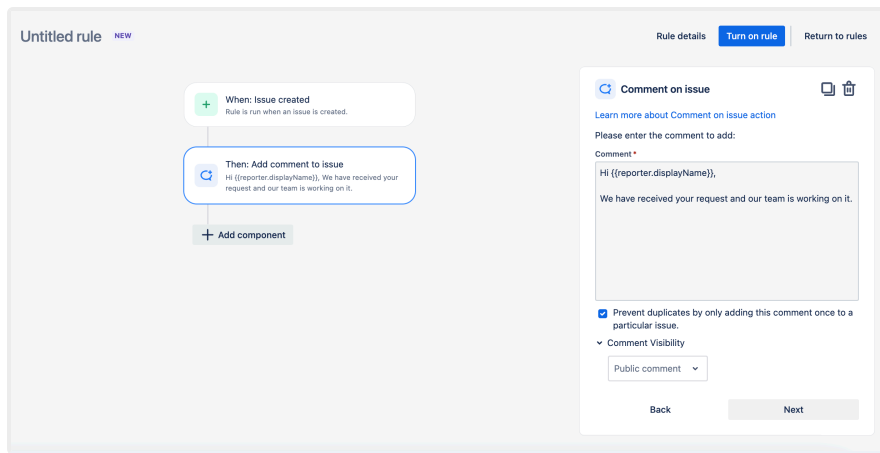 Untitled rule NEW
Rule details Turn on rule Return to rules
When: Issue created
Rule is run when an issue is created.
Then: Add comment to issue
Hi {{reporter.displayName}}, We have received your
request and our team is working on it.
Add component
Comment on issue
Learn more about Comment on issue action
Please enter the comment to add:
Comment*
Hi {{reporter.displayName}},
We have received your request and our team is working on it.
Prevent duplicates by only adding this comment once to a
particular issue.
Comment Visibility
Public comment
Back Next